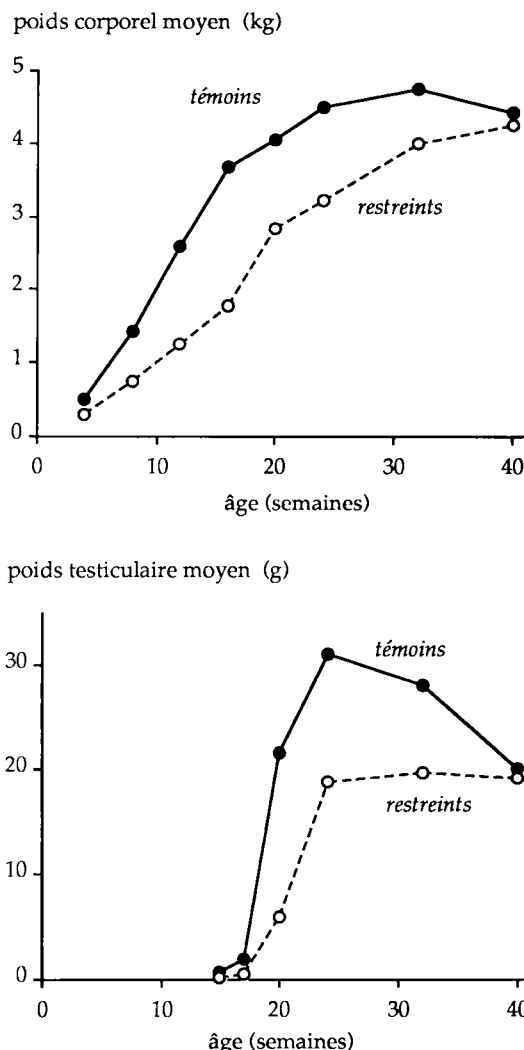 poids corporel moyen (kg)
5
témoins
4
restreints
3
2
1
0
0 10 20 30 40
âge (semaines)
poids testiculaire moyen (g)
témoins
30
20
restreints
10
0
0 10 20 30 40
âge (semaines)